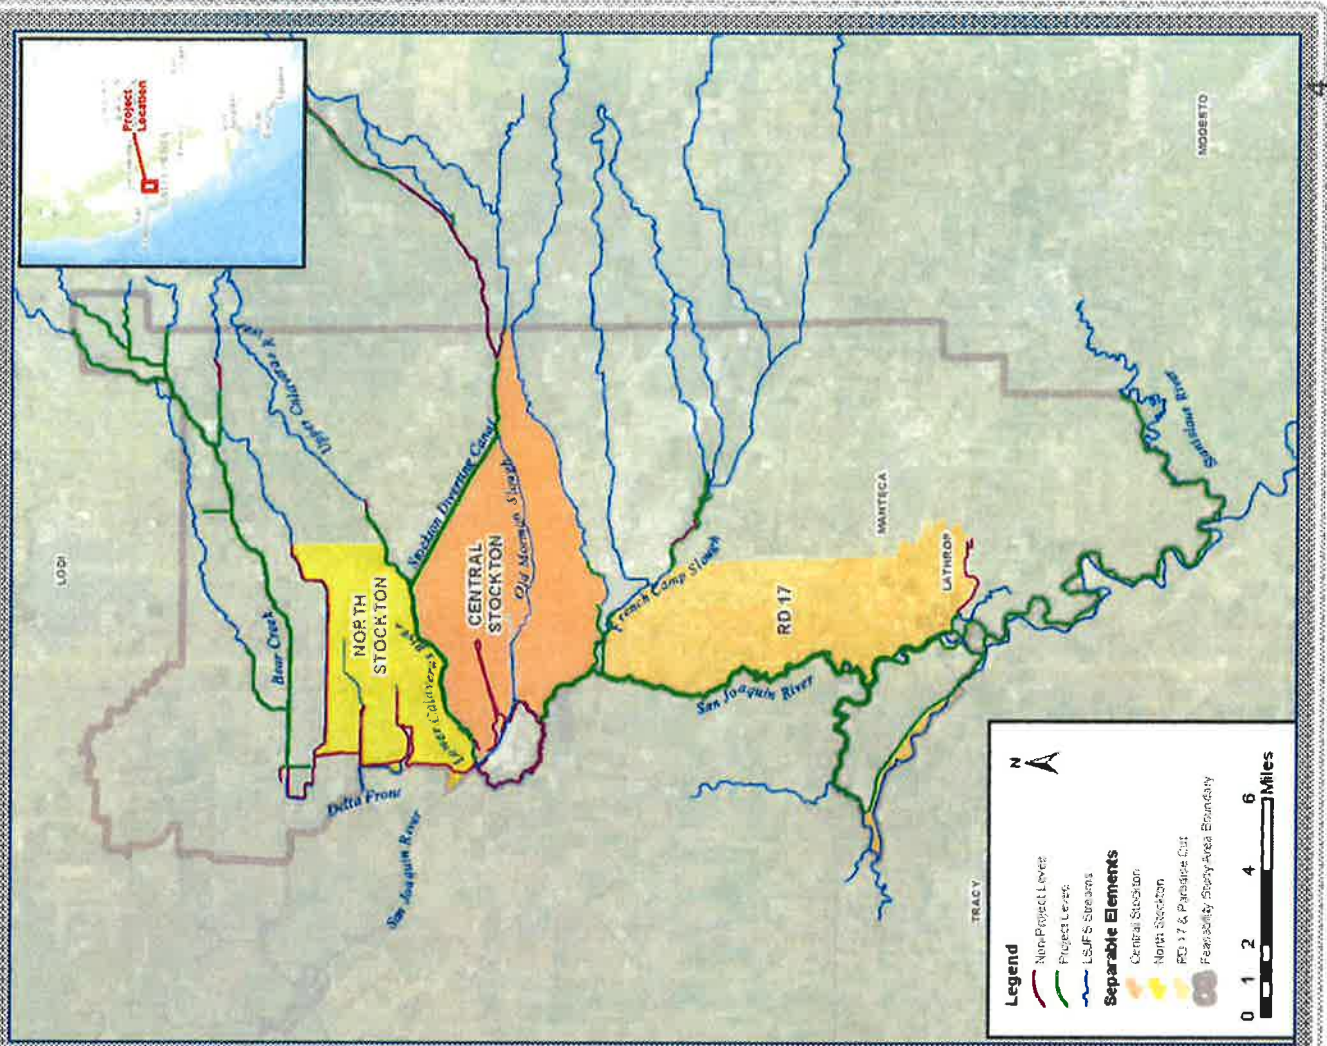 Project
Location
LODI
Upper Calaveras River
Bear Creek
NORTH
STOCKTON
Stockton Diverting Canal
CENTRAL
STOCKTON
Old Mormon Slough
Lower Calaveras River
Delta Front
San Joaquin River
French Camp Slough
RD 17
San Joaquin River
MANTECA
LATHROP
MODESTO
Stanislaus River
TRACY
Legend
Non-Project Levee
Project Levee
LSJFS Streams
Separable Elements
Central Stockton
North Stockton
RD 17 & Paradise Cut
Feasability Study Area Boundary
N
0 1 2 4 6
Miles
4